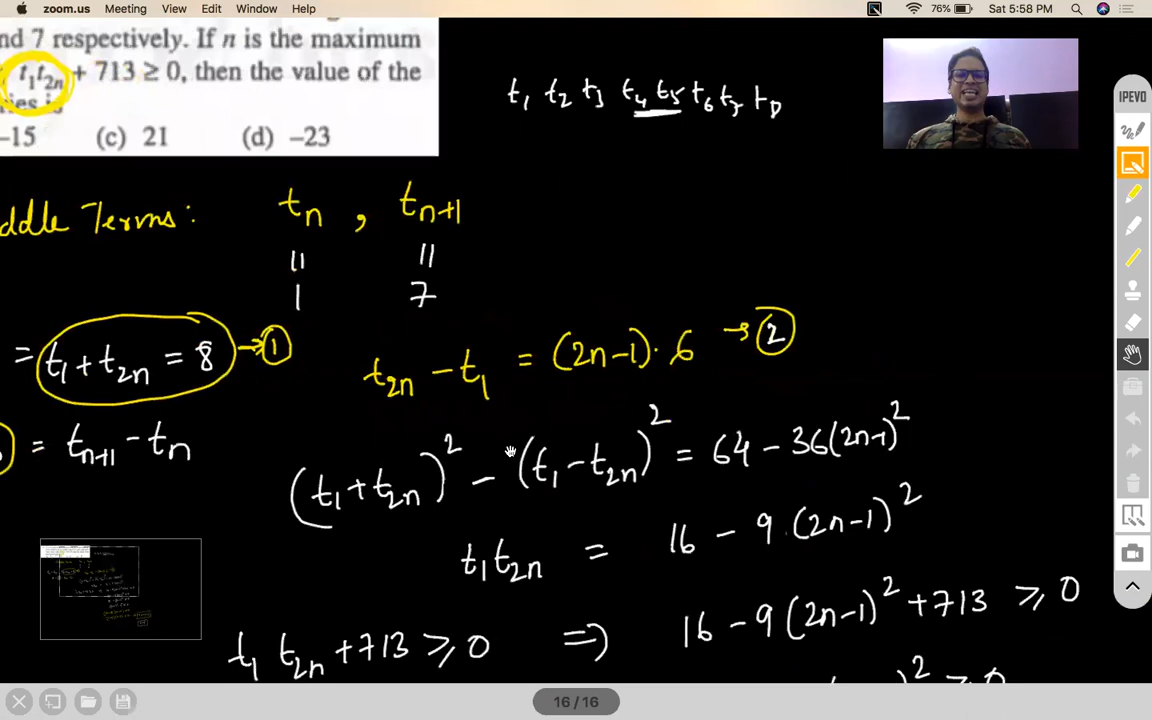 zoom.us Meeting View Edit Window Help 76% Sat 5:58 PM
nd 7 respectively. If n is the maximum
t₁t₂ₙ + 713 ≥ 0, then the value of the
ies is
-15 (c) 21 (d) –23
t₁ t₂ t₃ t₄ t₅ t₆ t₇ t₈
IPEVO
ddle Terms: tₙ , tₙ₊₁
|| ||
1 7
= t₁ + t₂ₙ = 8 → ①
t₂ₙ - t₁ = (2n-1)·6 → ②
= tₙ₊₁ - tₙ
(t₁ + t₂ₙ)² - (t₁ - t₂ₙ)² = 64 - 36(2n-1)²
t₁t₂ₙ = 16 - 9·(2n-1)²
t₁ t₂ₙ + 713 ⩾ 0 ⇒ 16 - 9(2n-1)² + 713 ⩾ 0
16/16